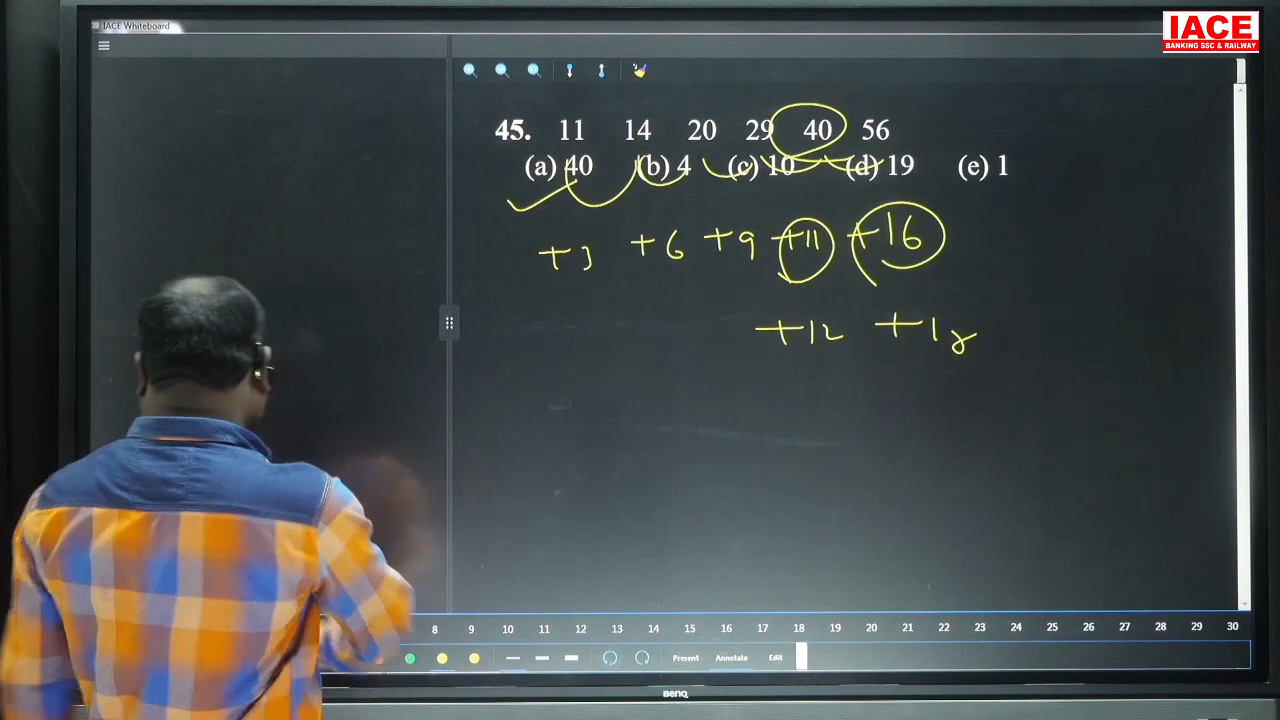 IACE Whiteboard
IACE
BANKING SSC & RAILWAY
45. 11 14 20 29 40 56
(a) 40 (b) 4 (c) 10 (d) 19 (e) 1
+3 +6 +9 +11 +16
+12 +18
8 9 10 11 12 13 14 15 16 17 18 19 20 21 22 23 24 25 26 27 28 29 30
Present Annotate Edit
BenQ